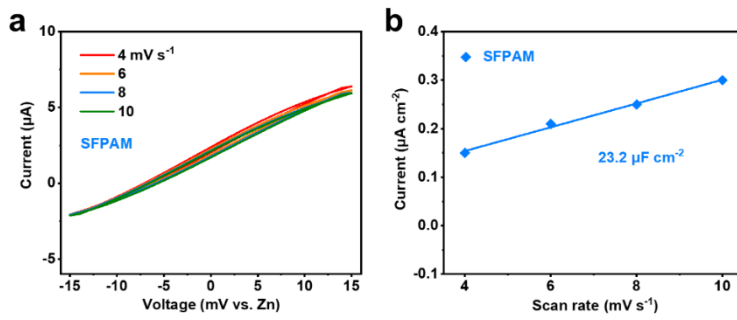 a
10
5
0
-5
Current (µA)
4 mV s-1
6
8
10
SFPAM
-15 -10 -5 0 5 10 15
Voltage (mV vs. Zn)
b
0.4
0.3
0.2
0.1
0.0
-0.1
Current (µA cm-2)
SFPAM
23.2 µF cm-2
4 6 8 10
Scan rate (mV s-1)